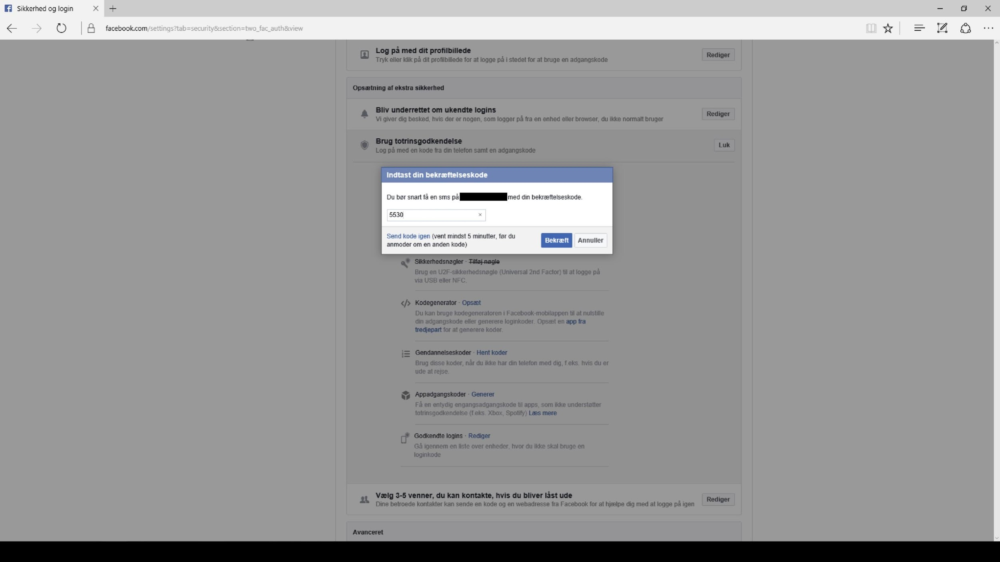 Sikkerhed og login
facebook.com/settings?tab=security&section=two_fac_auth&view
Log på med dit profilbillede
Tryk eller klik på dit profilbillede for at logge på i stedet for at bruge en adgangskode
Rediger
Opsætning af ekstra sikkerhed
Bliv underrettet om ukendte logins
Vi giver dig besked, hvis der er nogen, som logger på fra en enhed eller browser, du ikke normalt bruger
Rediger
Brug totrinsgodkendelse
Log på med en kode fra din telefon samt en adgangskode
Luk
Indtast din bekræftelseskode
Du bør snart få en sms på med din bekræftelseskode.
5530
Send kode igen (vent mindst 5 minutter, før du
anmoder om en anden kode)
Bekræft Annuller
Sikkerhedsnøgler · Tilføj nøgle
Brug en U2F-sikkerhedsnøgle (Universal 2nd Factor) til at logge på
via USB eller NFC.
Kodegenerator · Opsæt
Du kan bruge kodegeneratoren i Facebook-mobilappen til at nulstille
din adgangskode eller generere loginkoder. Opsæt en app fra
tredjepart for at generere koder.
Gendannelseskoder · Hent koder
Brug disse koder, når du ikke har din telefon med dig, f.eks. hvis du er
ude at rejse.
Appadgangskoder · Generer
Få en entydig engangsadgangskode til apps, som ikke understøtter
totrinsgodkendelse (f.eks. Xbox, Spotify) Læs mere
Godkendte logins · Rediger
Gå igennem en liste over enheder, hvor du ikke skal bruge en
loginkode
Vælg 3-5 venner, du kan kontakte, hvis du bliver låst ude
Dine betroede kontakter kan sende en kode og en webadresse fra Facebook for at hjælpe dig med at logge på igen
Rediger
Avanceret